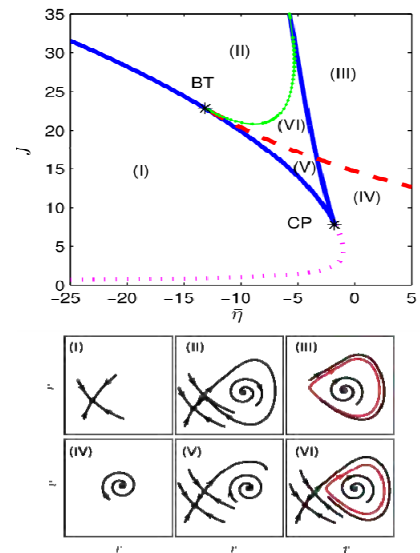 35
30
25
20
15
10
5
0
J
(II)
(III)
BT
(VI)
(I)
(V)
(IV)
CP
-25 -20 -15 -10 -5 0 5
η̄
(I) (II) (III)
v
(IV) (V) (VI)
v
r r r